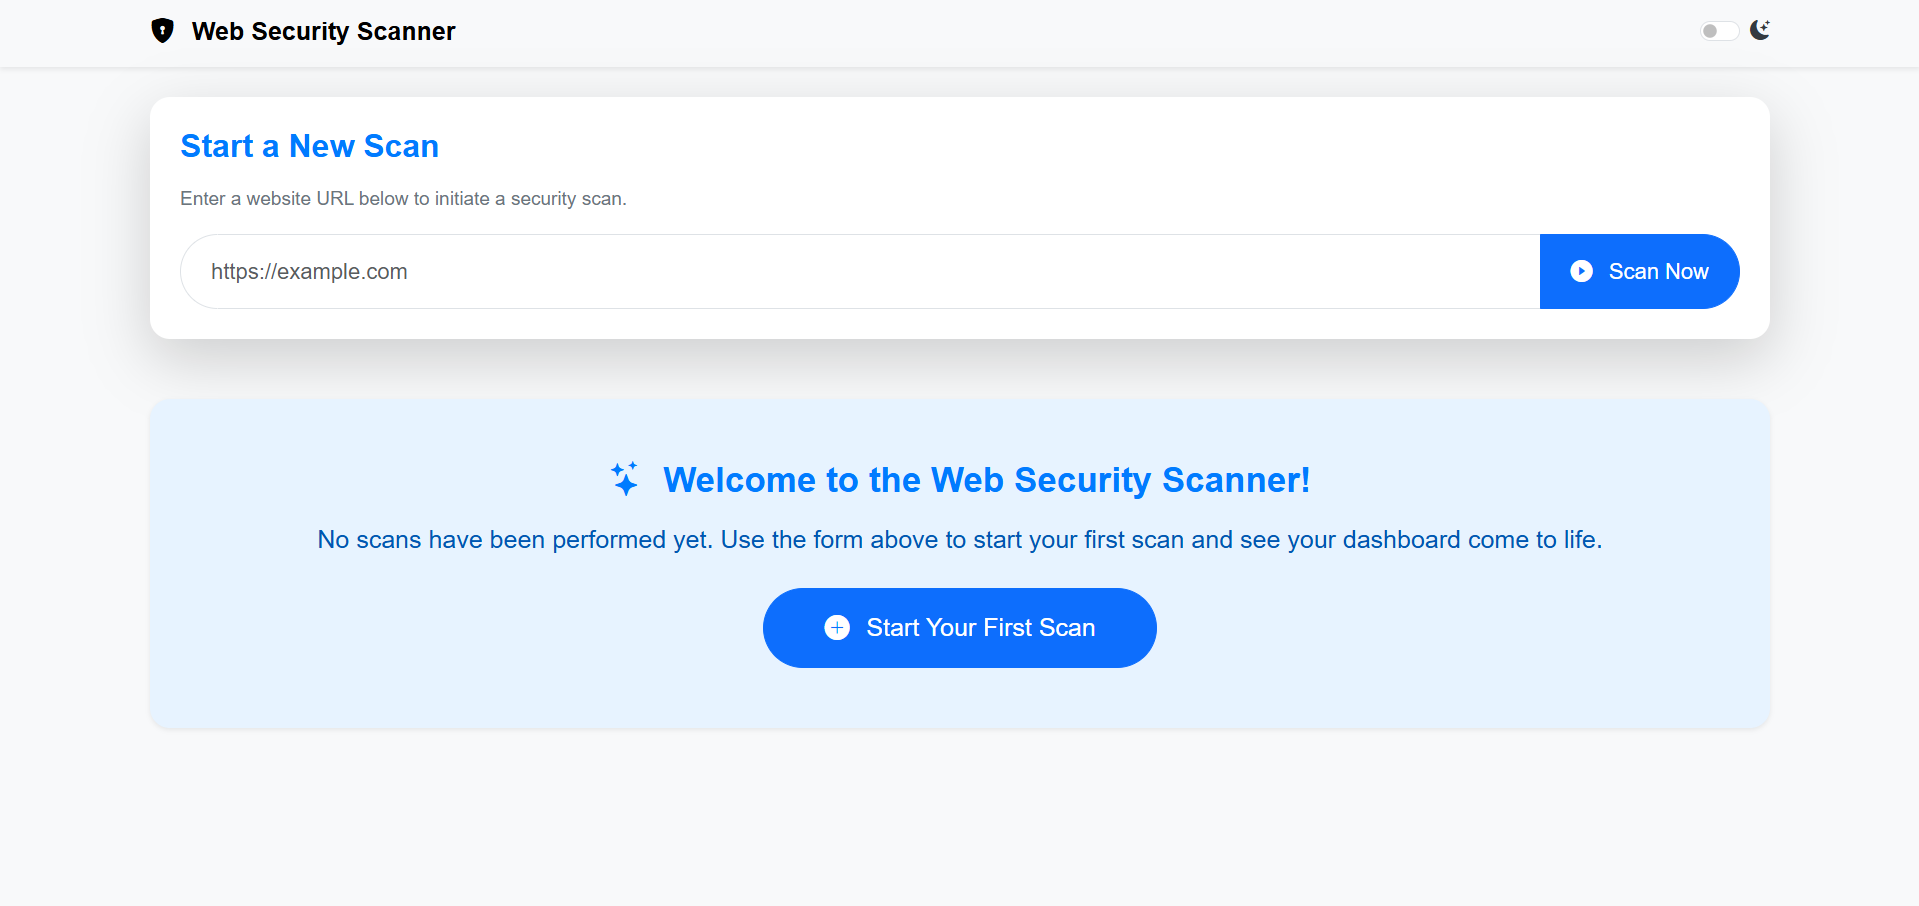 Web Security Scanner
Start a New Scan
Enter a website URL below to initiate a security scan.
https://example.com
Scan Now
Welcome to the Web Security Scanner!
No scans have been performed yet. Use the form above to start your first scan and see your dashboard come to life.
Start Your First Scan